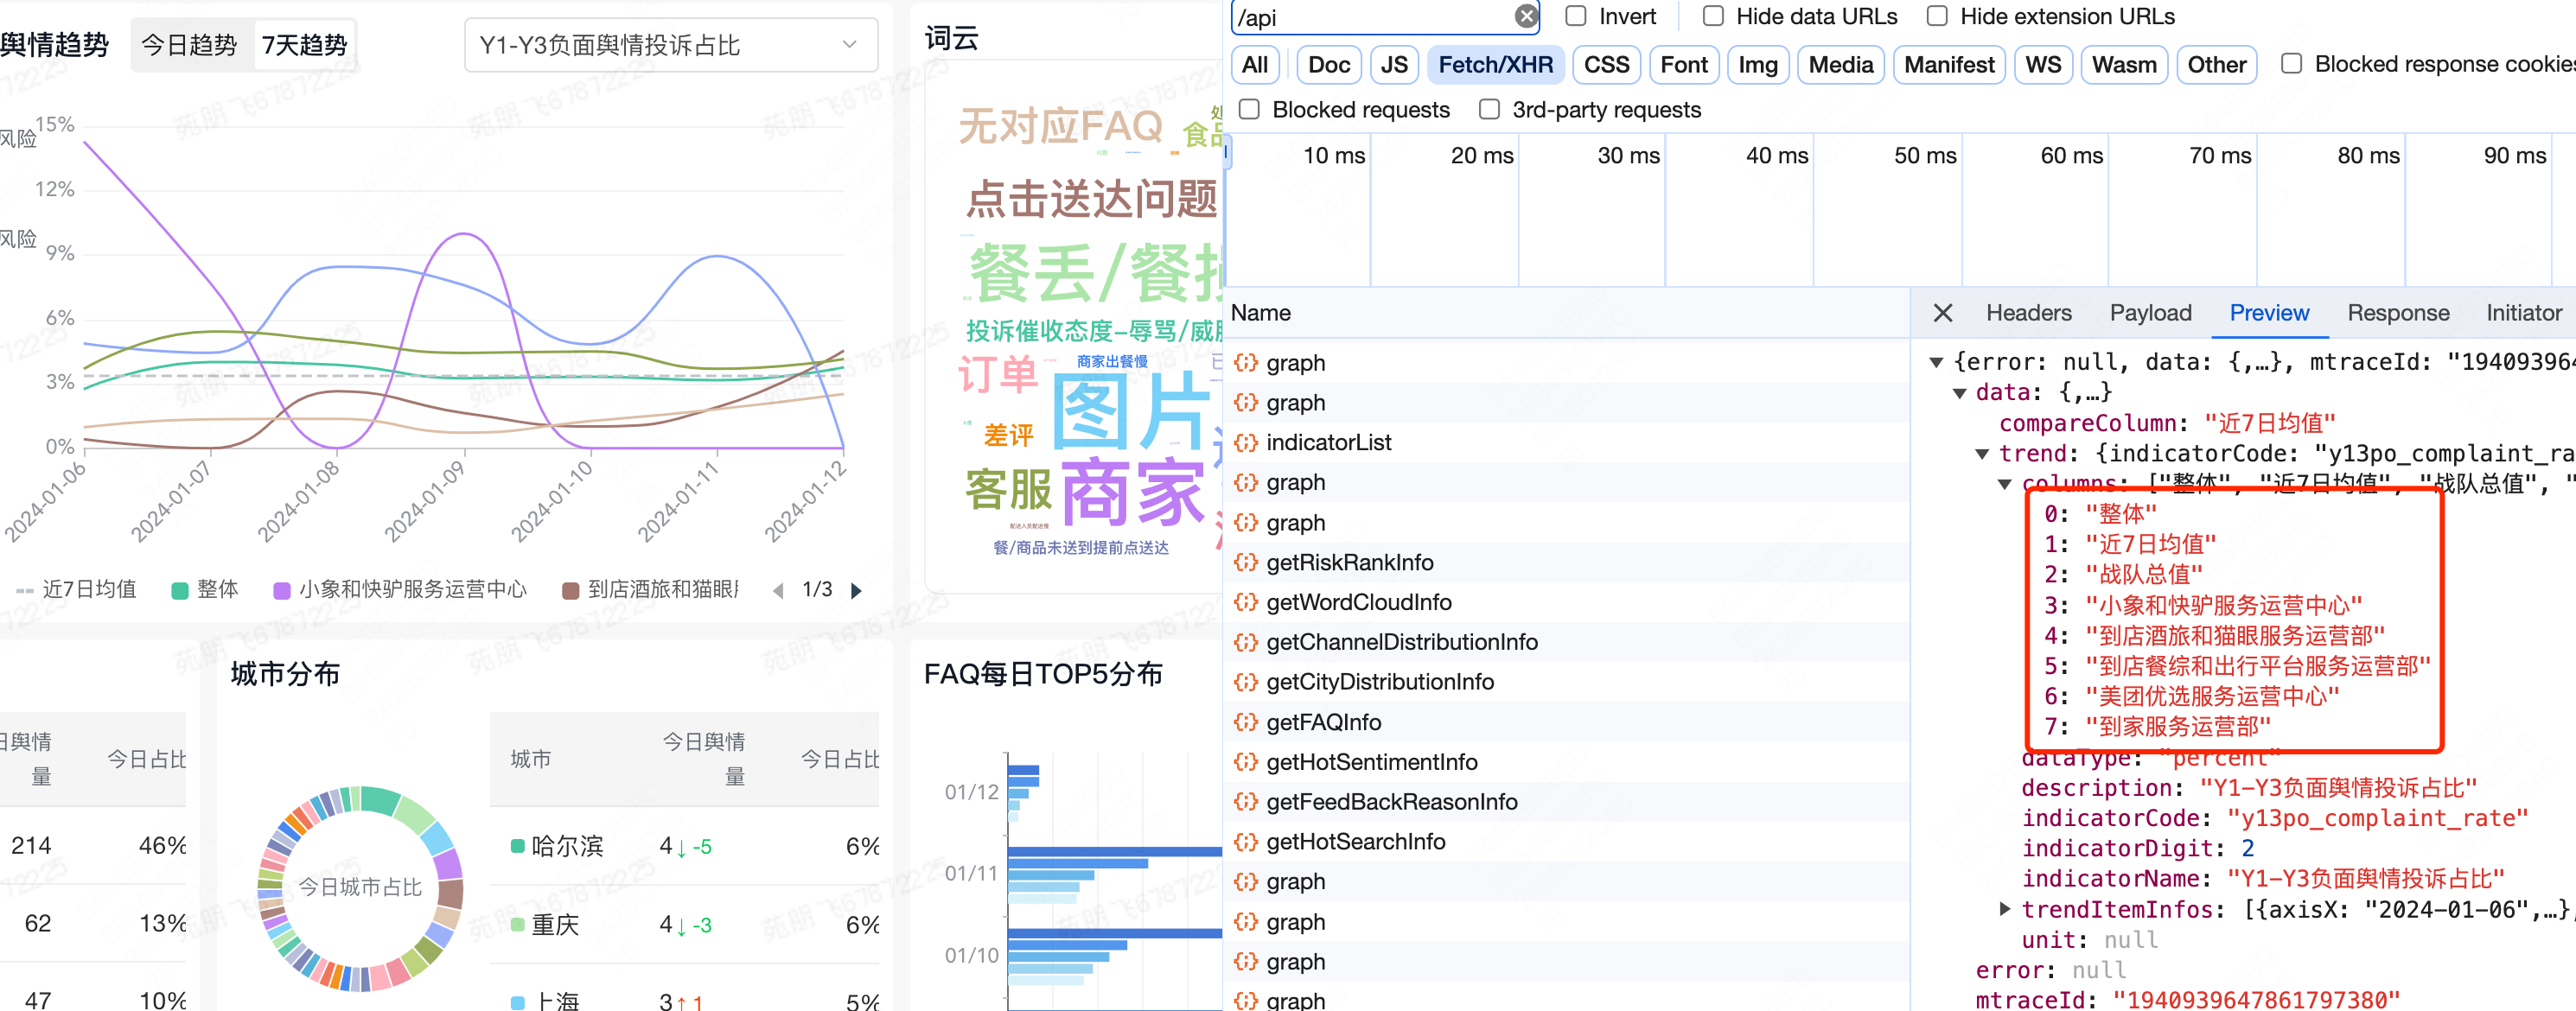 舆情趋势
今日趋势
7天趋势
Y1-Y3负面舆情投诉占比
风险
风险
15%
12%
9%
6%
3%
0%
2024-01-06
2024-01-07
2024-01-08
2024-01-09
2024-01-10
2024-01-11
2024-01-12
近7日均值
整体
小象和快驴服务运营中心
到店酒旅和猫眼
1/3
词云
无对应FAQ
点击送达问题
餐丢/餐损
投诉催收态度-辱骂/威
订单
商家出餐慢
图片
差评
客服
商家
餐/商品未送到提前点送达
日舆情
量
今日占比
214
46%
62
13%
47
10%
城市分布
今日城市占比
城市
今日舆情
量
今日占比
哈尔滨
4↓-5
6%
重庆
4↓-3
6%
上海
3↑1
5%
FAQ每日TOP5分布
01/12
01/11
01/10
/api
Invert
Hide data URLs
Hide extension URLs
All
Doc
JS
Fetch/XHR
CSS
Font
Img
Media
Manifest
WS
Wasm
Other
Blocked response cookies
Blocked requests
3rd-party requests
10 ms
20 ms
30 ms
40 ms
50 ms
60 ms
70 ms
80 ms
90 ms
Name
graph
graph
indicatorList
graph
graph
getRiskRankInfo
getWordCloudInfo
getChannelDistributionInfo
getCityDistributionInfo
getFAQInfo
getHotSentimentInfo
getFeedBackReasonInfo
getHotSearchInfo
graph
graph
graph
graph
Headers
Payload
Preview
Response
Initiator
{error: null, data: {,…}, mtraceId: "19409396
data: {,…}
compareColumn: "近7日均值"
trend: {indicatorCode: "y13po_complaint_ra
columns: ["整体", "近7日均值", "战队总值", "
0: "整体"
1: "近7日均值"
2: "战队总值"
3: "小象和快驴服务运营中心"
4: "到店酒旅和猫眼服务运营部"
5: "到店餐综和出行平台服务运营部"
6: "美团优选服务运营中心"
7: "到家服务运营部"
dataType: "percent"
description: "Y1-Y3负面舆情投诉占比"
indicatorCode: "y13po_complaint_rate"
indicatorDigit: 2
indicatorName: "Y1-Y3负面舆情投诉占比"
trendItemInfos: [{axisX: "2024-01-06",…},
unit: null
error: null
mtraceId: "1940939647861797380"